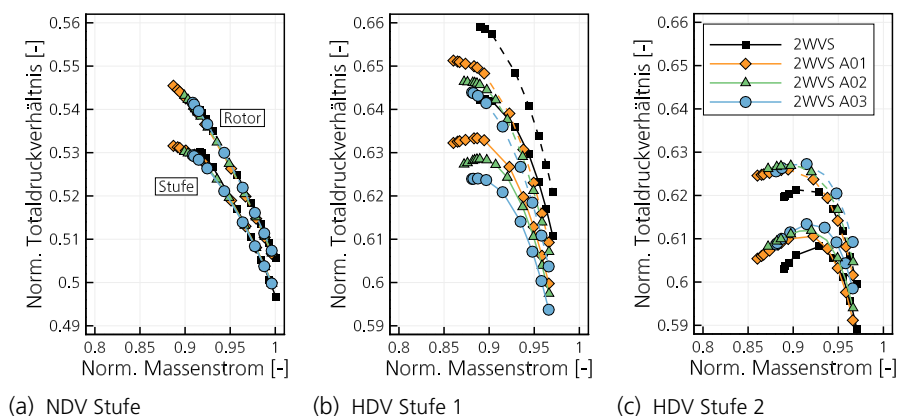 Norm. Totaldruckverhältnis [-]
0.56
0.55
0.54
0.53
0.52
0.51
0.5
0.49
Rotor
Stufe
0.8 0.85 0.9 0.95 1
Norm. Massenstrom [-]
(a) NDV Stufe
Norm. Totaldruckverhältnis [-]
0.66
0.65
0.64
0.63
0.62
0.61
0.6
0.59
0.8 0.85 0.9 0.95 1
Norm. Massenstrom [-]
(b) HDV Stufe 1
Norm. Totaldruckverhältnis [-]
0.66
0.65
0.64
0.63
0.62
0.61
0.6
0.59
2WVS
2WVS A01
2WVS A02
2WVS A03
0.8 0.85 0.9 0.95 1
Norm. Massenstrom [-]
(c) HDV Stufe 2